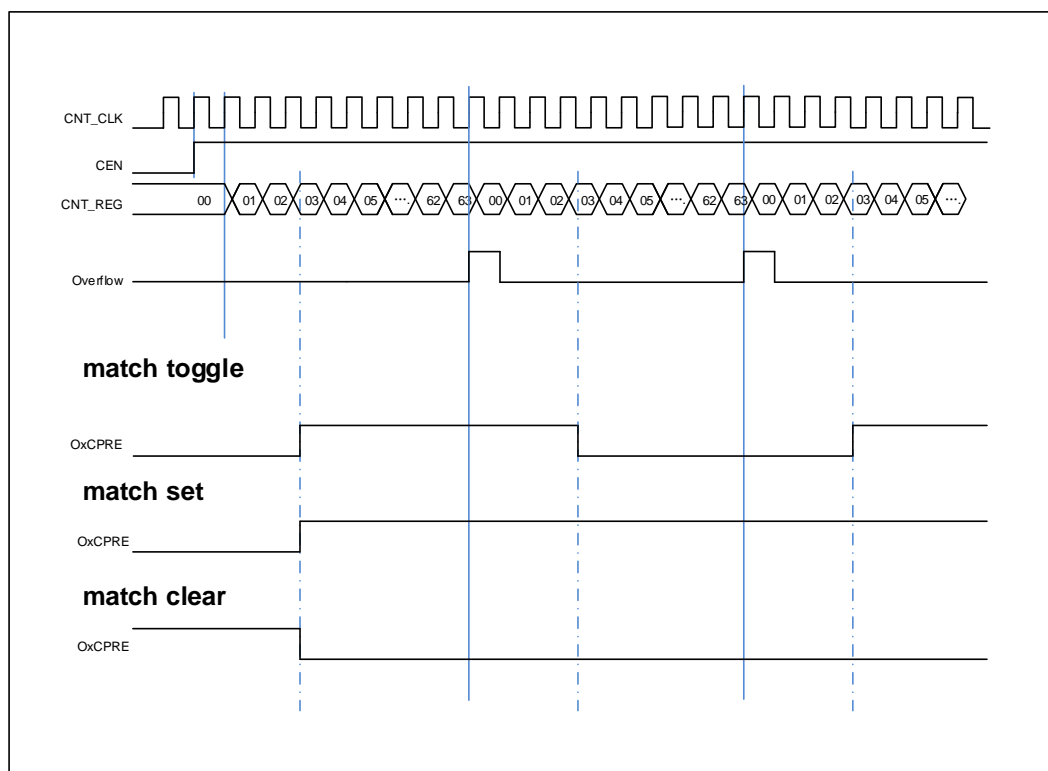 CNT_CLK
CEN
CNT_REG 00 01 02 03 04 05 ···. 62 63 00 01 02 03 04 05 ···. 62 63 00 01 02 03 04 05 ···.
Overflow
match toggle
OxCPRE
match set
OxCPRE
match clear
OxCPRE